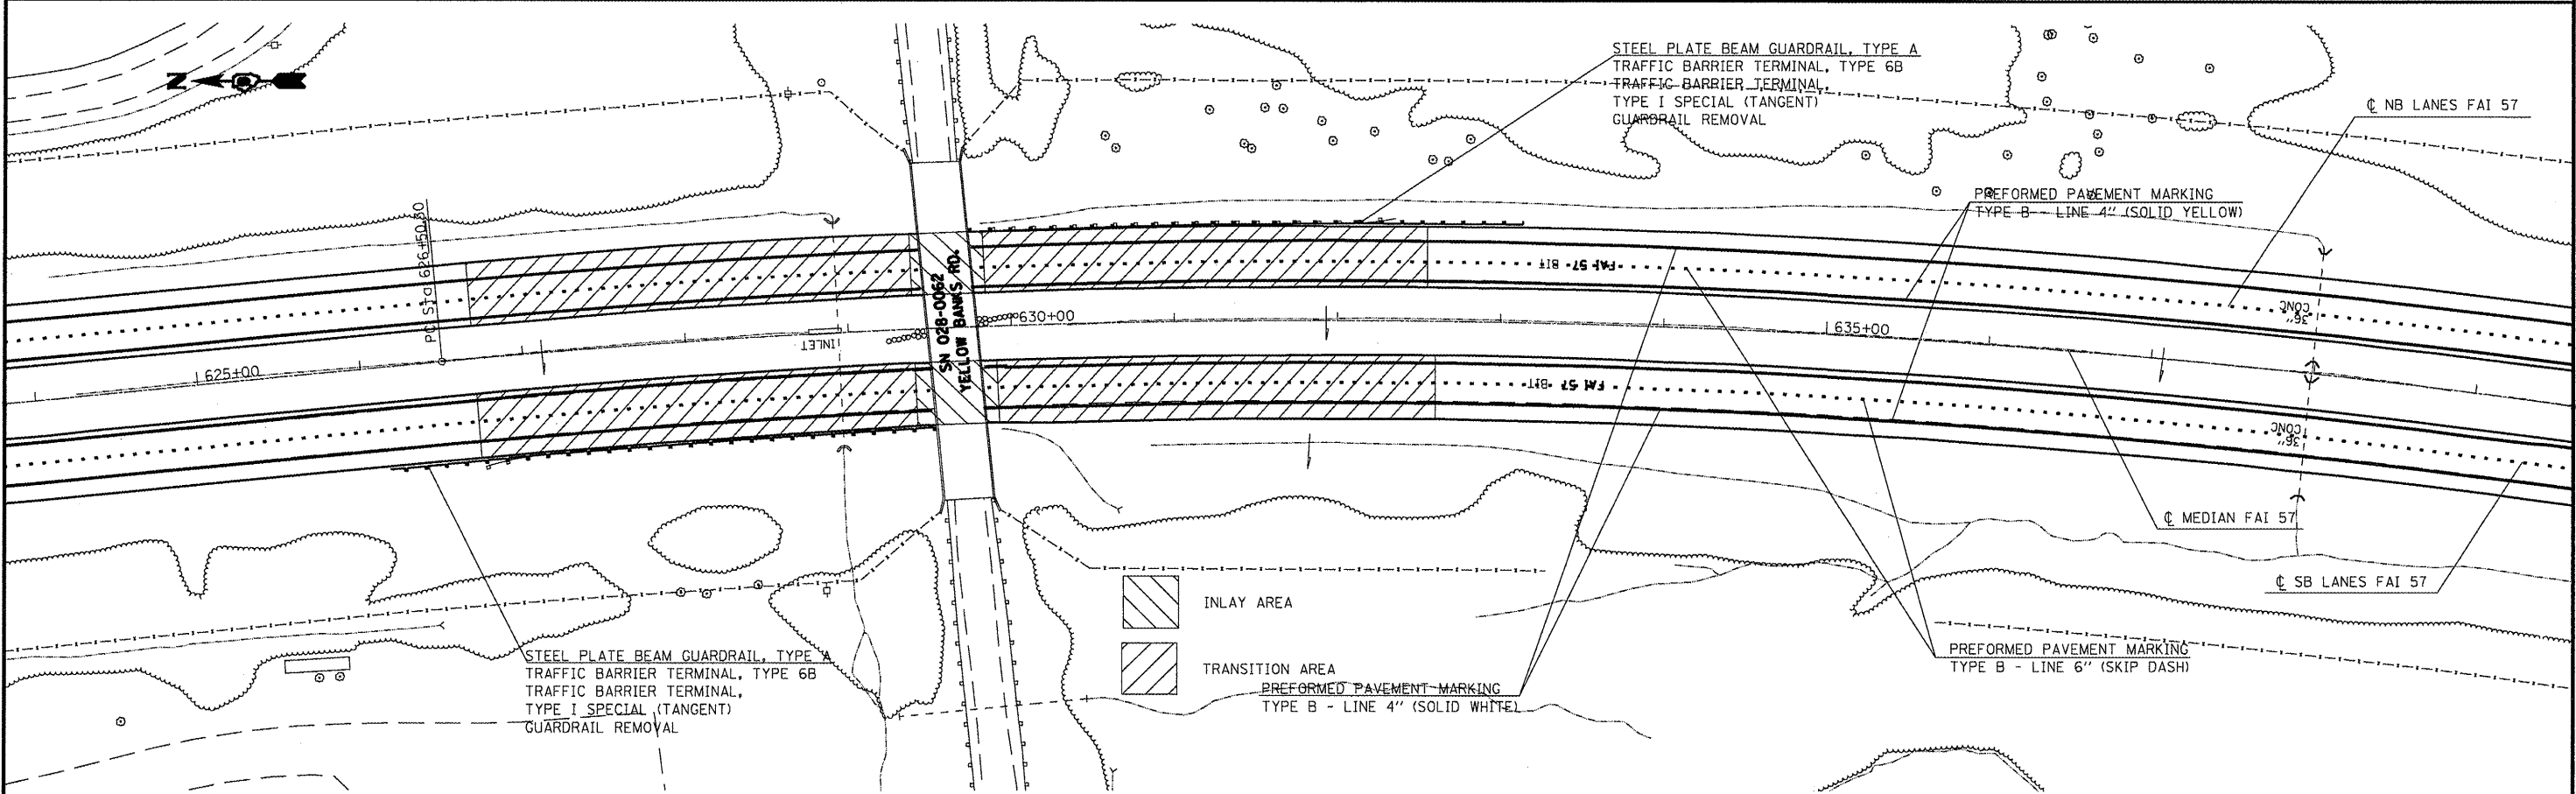 N
STEEL PLATE BEAM GUARDRAIL, TYPE A
TRAFFIC BARRIER TERMINAL, TYPE 6B
TRAFFIC BARRIER TERMINAL,
TYPE I SPECIAL (TANGENT)
GUARDRAIL REMOVAL
℄ NB LANES FAI 57
PREFORMED PAVEMENT MARKING
TYPE B - LINE 4" (SOLID YELLOW)
PC Sta 626+50.30
SN 028-0062
YELLOW BANKS RD.
FAI 57 BIT
36"
CONC
625+00
INLET
630+00
635+00
FAI 57 BIT
36"
CONC
℄ MEDIAN FAI 57
℄ SB LANES FAI 57
INLAY AREA
TRANSITION AREA
PREFORMED PAVEMENT MARKING
TYPE B - LINE 4" (SOLID WHITE)
PREFORMED PAVEMENT MARKING
TYPE B - LINE 6" (SKIP DASH)
STEEL PLATE BEAM GUARDRAIL, TYPE A
TRAFFIC BARRIER TERMINAL, TYPE 6B
TRAFFIC BARRIER TERMINAL,
TYPE I SPECIAL (TANGENT)
GUARDRAIL REMOVAL